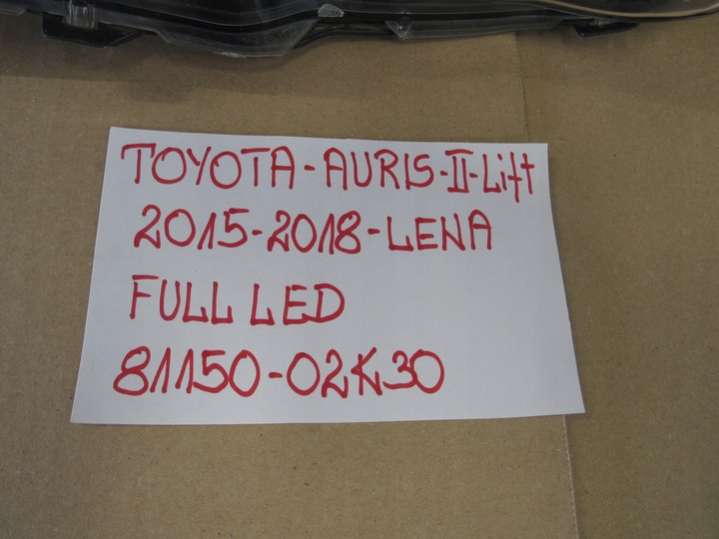 TOYOTA-AURIS-II-Lift
2015-2018-LENA
FULL LED
81150-02K30